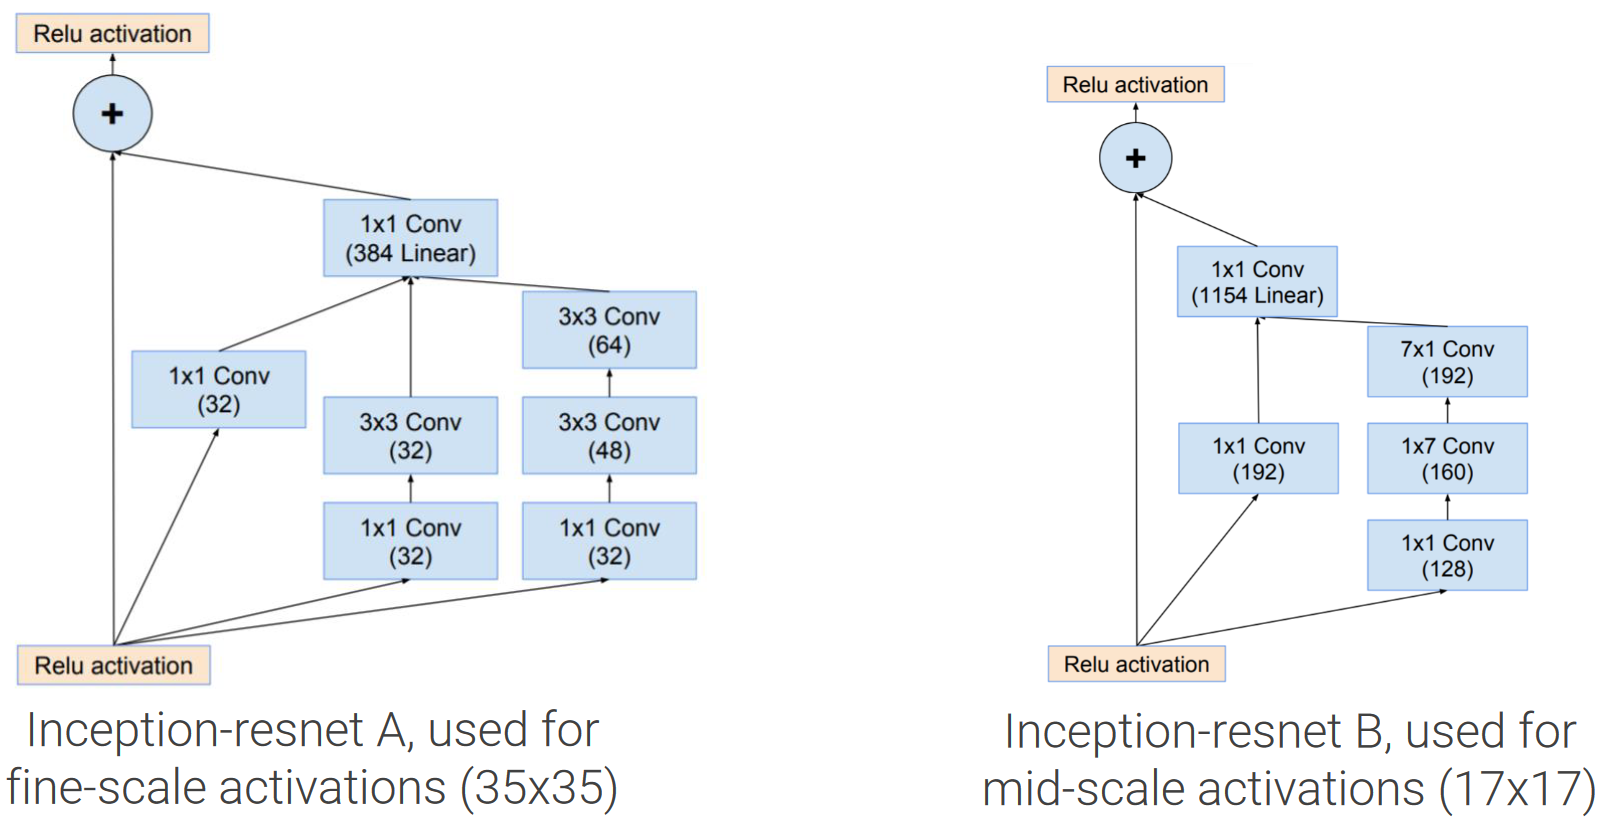 Relu activation
+
1x1 Conv
(384 Linear)
3x3 Conv
(64)
1x1 Conv
(32)
3x3 Conv
(32)
3x3 Conv
(48)
1x1 Conv
(32)
1x1 Conv
(32)
Relu activation
Inception-resnet A, used for
fine-scale activations (35x35)
Relu activation
+
1x1 Conv
(1154 Linear)
7x1 Conv
(192)
1x1 Conv
(192)
1x7 Conv
(160)
1x1 Conv
(128)
Relu activation
Inception-resnet B, used for
mid-scale activations (17x17)